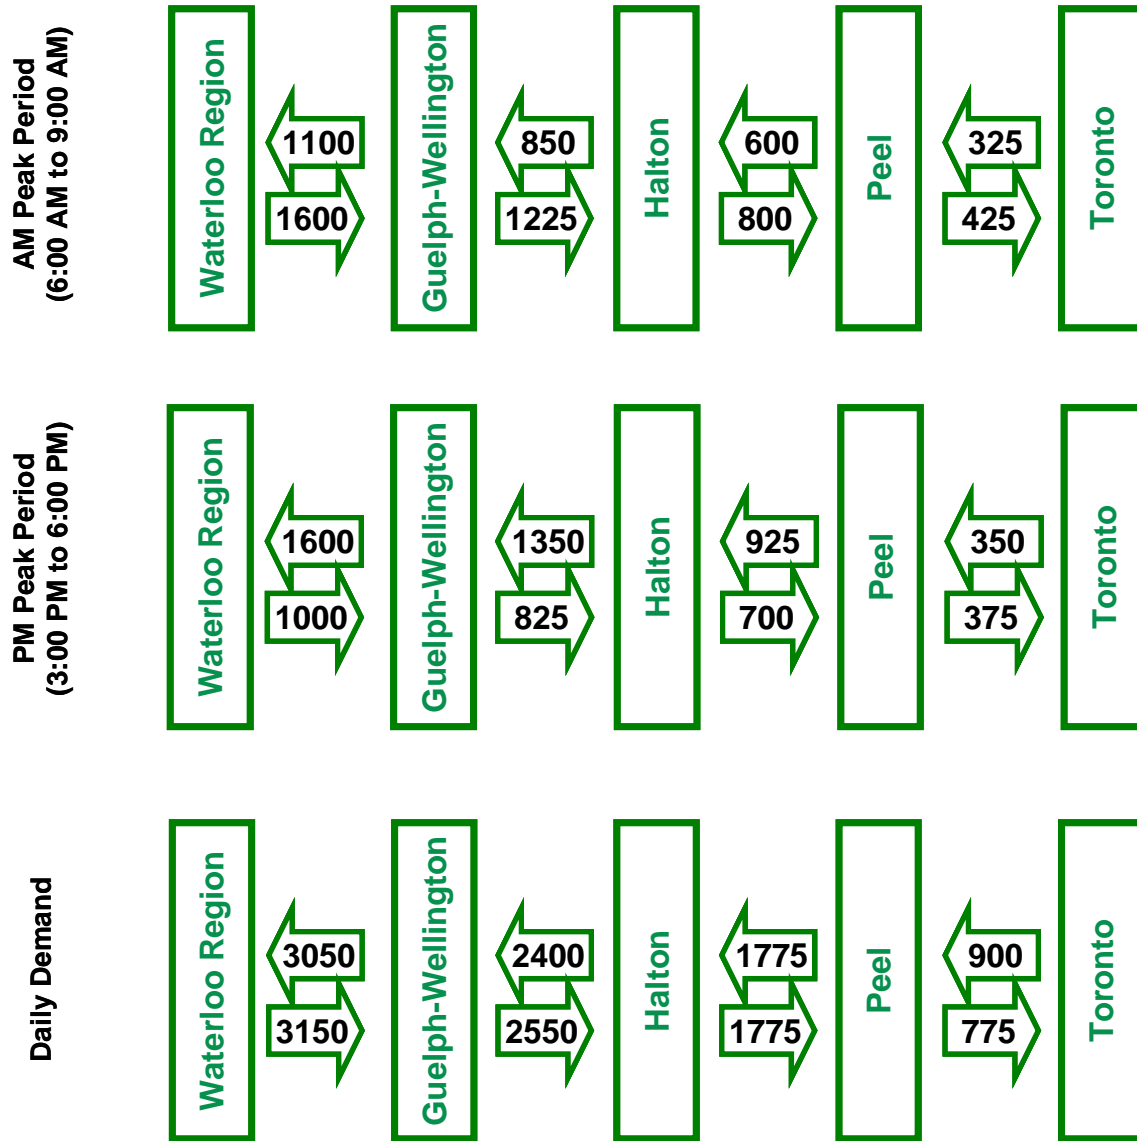 AM Peak Period
(6:00 AM to 9:00 AM)
Waterloo Region
1100
1600
Guelph-Wellington
850
1225
Halton
600
800
Peel
325
425
Toronto
PM Peak Period
(3:00 PM to 6:00 PM)
Waterloo Region
1600
1000
Guelph-Wellington
1350
825
Halton
925
700
Peel
350
375
Toronto
Daily Demand
Waterloo Region
3050
3150
Guelph-Wellington
2400
2550
Halton
1775
1775
Peel
900
775
Toronto